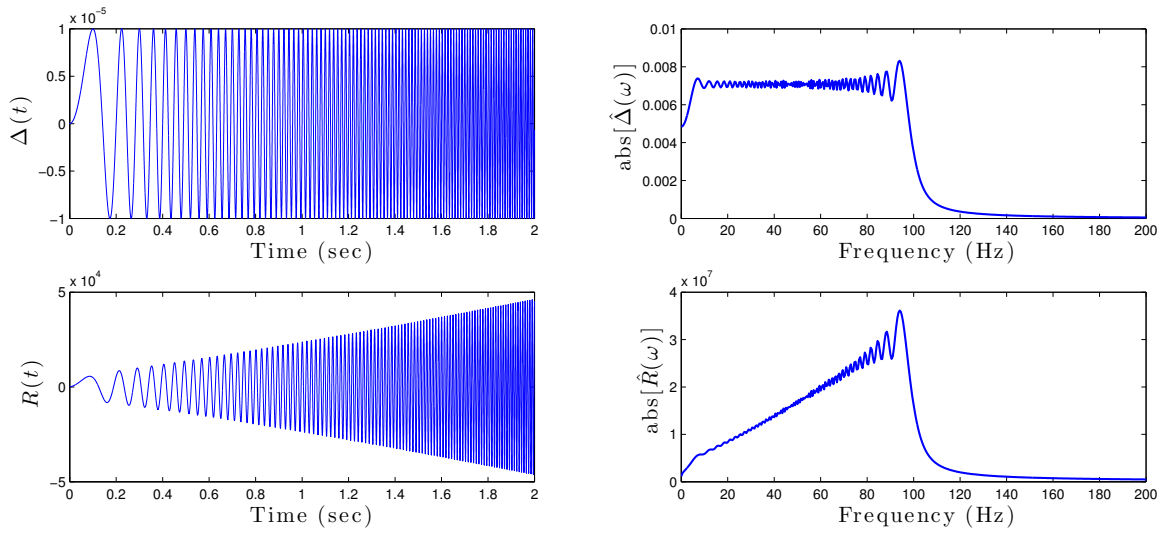 x 10⁻⁵
Δ(t)
1
0.5
0
−0.5
−1
0 0.2 0.4 0.6 0.8 1 1.2 1.4 1.6 1.8 2
Time (sec)
abs[Δ̂(ω)]
0.01
0.008
0.006
0.004
0.002
0
0 20 40 60 80 100 120 140 160 180 200
Frequency (Hz)
x 10⁴
R(t)
5
0
−5
0 0.2 0.4 0.6 0.8 1 1.2 1.4 1.6 1.8 2
Time (sec)
x 10⁷
abs[R̂(ω)]
4
3
2
1
0
0 20 40 60 80 100 120 140 160 180 200
Frequency (Hz)